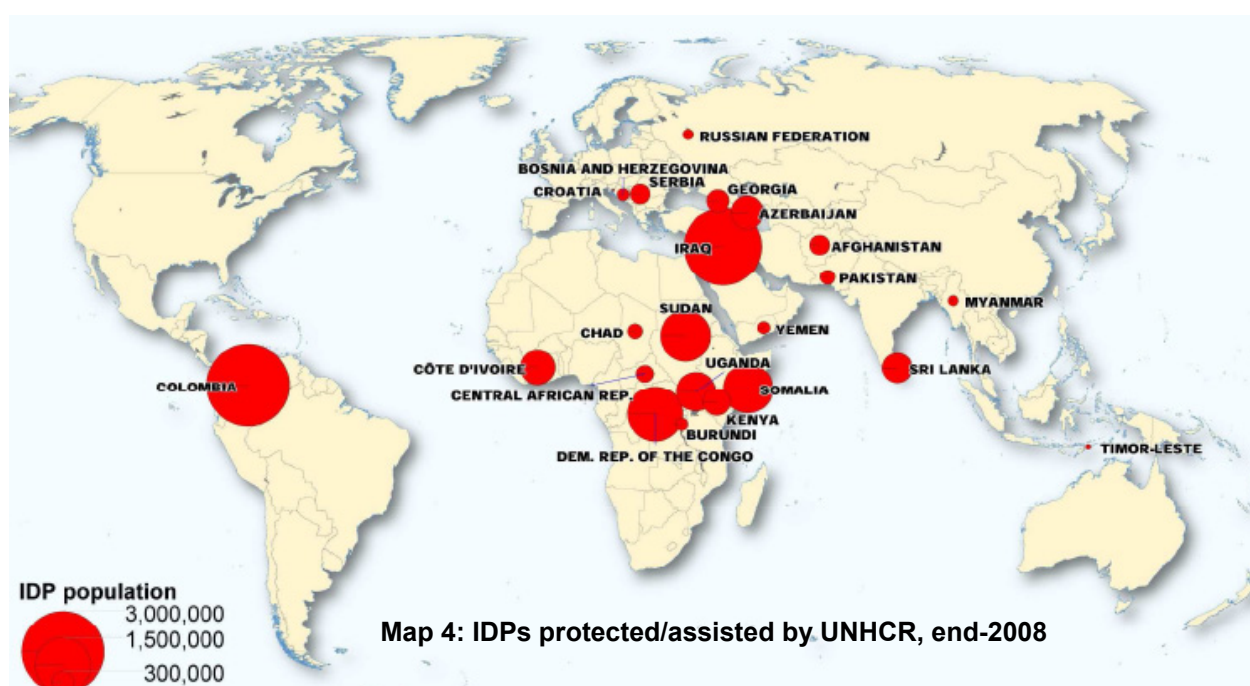 RUSSIAN FEDERATION
BOSNIA AND HERZEGOVINA
SERBIA
CROATIA
GEORGIA
AZERBAIJAN
IRAQ
AFGHANISTAN
PAKISTAN
MYANMAR
SUDAN
CHAD
YEMEN
CÔTE D'IVOIRE
UGANDA
SRI LANKA
COLOMBIA
CENTRAL AFRICAN REP.
SOMALIA
KENYA
BURUNDI
DEM. REP. OF THE CONGO
TIMOR-LESTE
IDP population
3,000,000
1,500,000
300,000
Map 4: IDPs protected/assisted by UNHCR, end-2008